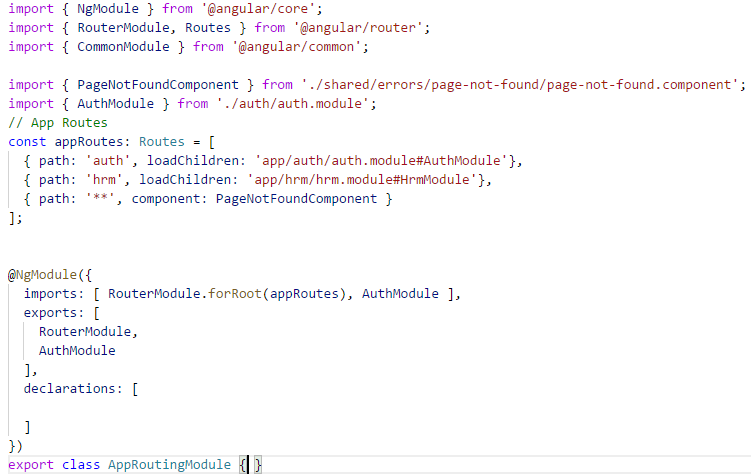 import { NgModule } from '@angular/core';
import { RouterModule, Routes } from '@angular/router';
import { CommonModule } from '@angular/common';

import { PageNotFoundComponent } from './shared/errors/page-not-found/page-not-found.component';
import { AuthModule } from './auth/auth.module';
// App Routes
const appRoutes: Routes = [
  { path: 'auth', loadChildren: 'app/auth/auth.module#AuthModule'},
  { path: 'hrm', loadChildren: 'app/hrm/hrm.module#HrmModule'},
  { path: '**', component: PageNotFoundComponent }
];


@NgModule({
  imports: [ RouterModule.forRoot(appRoutes), AuthModule ],
  exports: [
    RouterModule,
    AuthModule
  ],
  declarations: [

  ]
})
export class AppRoutingModule { }